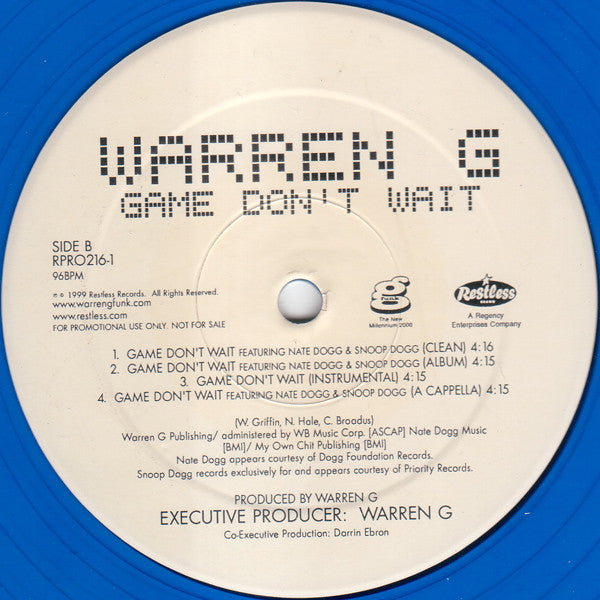 WARREN G
GAME DON'T WAIT
SIDE B
RPRO216-1
96BPM
℗ © 1999 Restless Records. All Rights Reserved.
www.warrengfunk.com
www.restless.com
FOR PROMOTIONAL USE ONLY. NOT FOR SALE
g
funk
The New
Millennium 2000
Restless
A Regency
Enterprises Company
1. GAME DON'T WAIT FEATURING NATE DOGG & SNOOP DOGG (CLEAN) 4:16
2. GAME DON'T WAIT FEATURING NATE DOGG & SNOOP DOGG (ALBUM) 4:15
3. GAME DON'T WAIT (INSTRUMENTAL) 4:15
4. GAME DON'T WAIT FEATURING NATE DOGG & SNOOP DOGG (A CAPPELLA) 4:15
(W. Griffin, N. Hale, C. Broadus)
Warren G Publishing/ administered by WB Music Corp. [ASCAP] Nate Dogg Music
[BMI]/ My Own Chit Publishing [BMI]
Nate Dogg appears courtesy of Dogg Foundation Records.
Snoop Dogg records exclusively for and appears courtesy of Priority Records.
PRODUCED BY WARREN G
EXECUTIVE PRODUCER: WARREN G
Co-Executive Production: Darrin Ebron